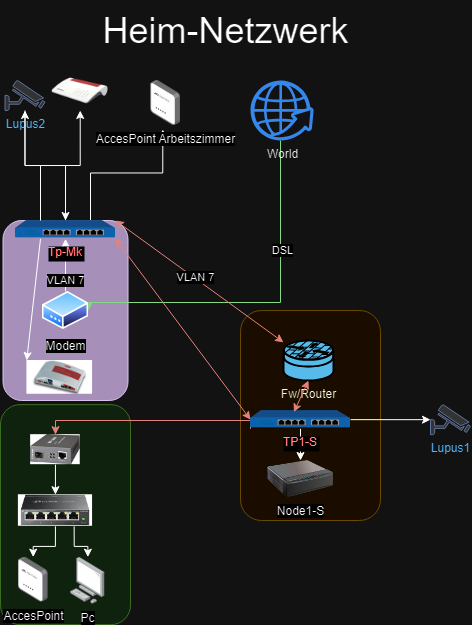 Heim-Netzwerk
Lupus2
AccesPoint Arbeitszimmer
World
Tp-Mk
VLAN 7
VLAN 7
DSL
Modem
Fw/Router
TP1-S
Lupus1
Node1-S
AccesPoint
Pc